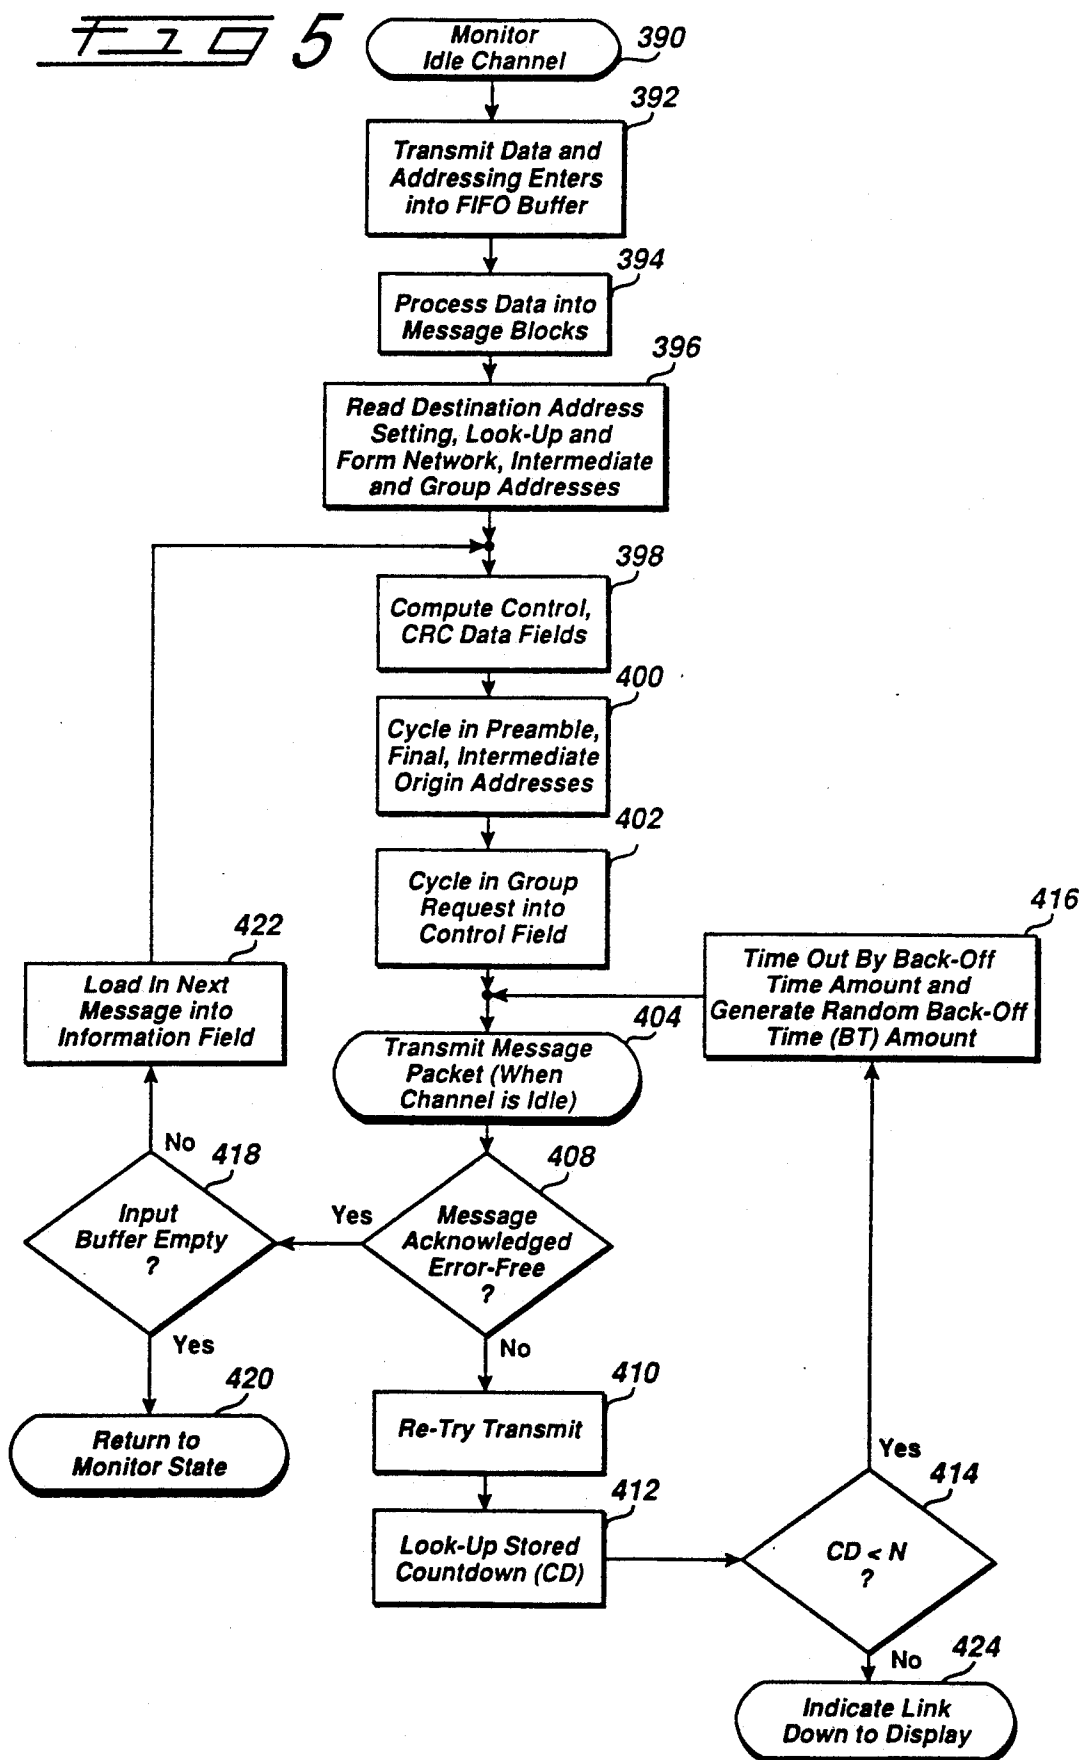 Fig 5
Monitor
Idle Channel
390
392
Transmit Data and
Addressing Enters
into FIFO Buffer
394
Process Data into
Message Blocks
396
Read Destination Address
Setting, Look-Up and
Form Network, Intermediate
and Group Addresses
398
Compute Control,
CRC Data Fields
400
Cycle in Preamble,
Final, Intermediate
Origin Addresses
402
Cycle in Group
Request into
Control Field
416
Time Out By Back-Off
Time Amount and
Generate Random Back-Off
Time (BT) Amount
422
Load In Next
Message into
Information Field
404
Transmit Message
Packet (When
Channel is Idle)
No
418
Input
Buffer Empty
?
Yes
408
Message
Acknowledged
Error-Free
?
Yes
No
420
Return to
Monitor State
410
Re-Try Transmit
412
Look-Up Stored
Countdown (CD)
Yes
414
CD < N
?
No
424
Indicate Link
Down to Display